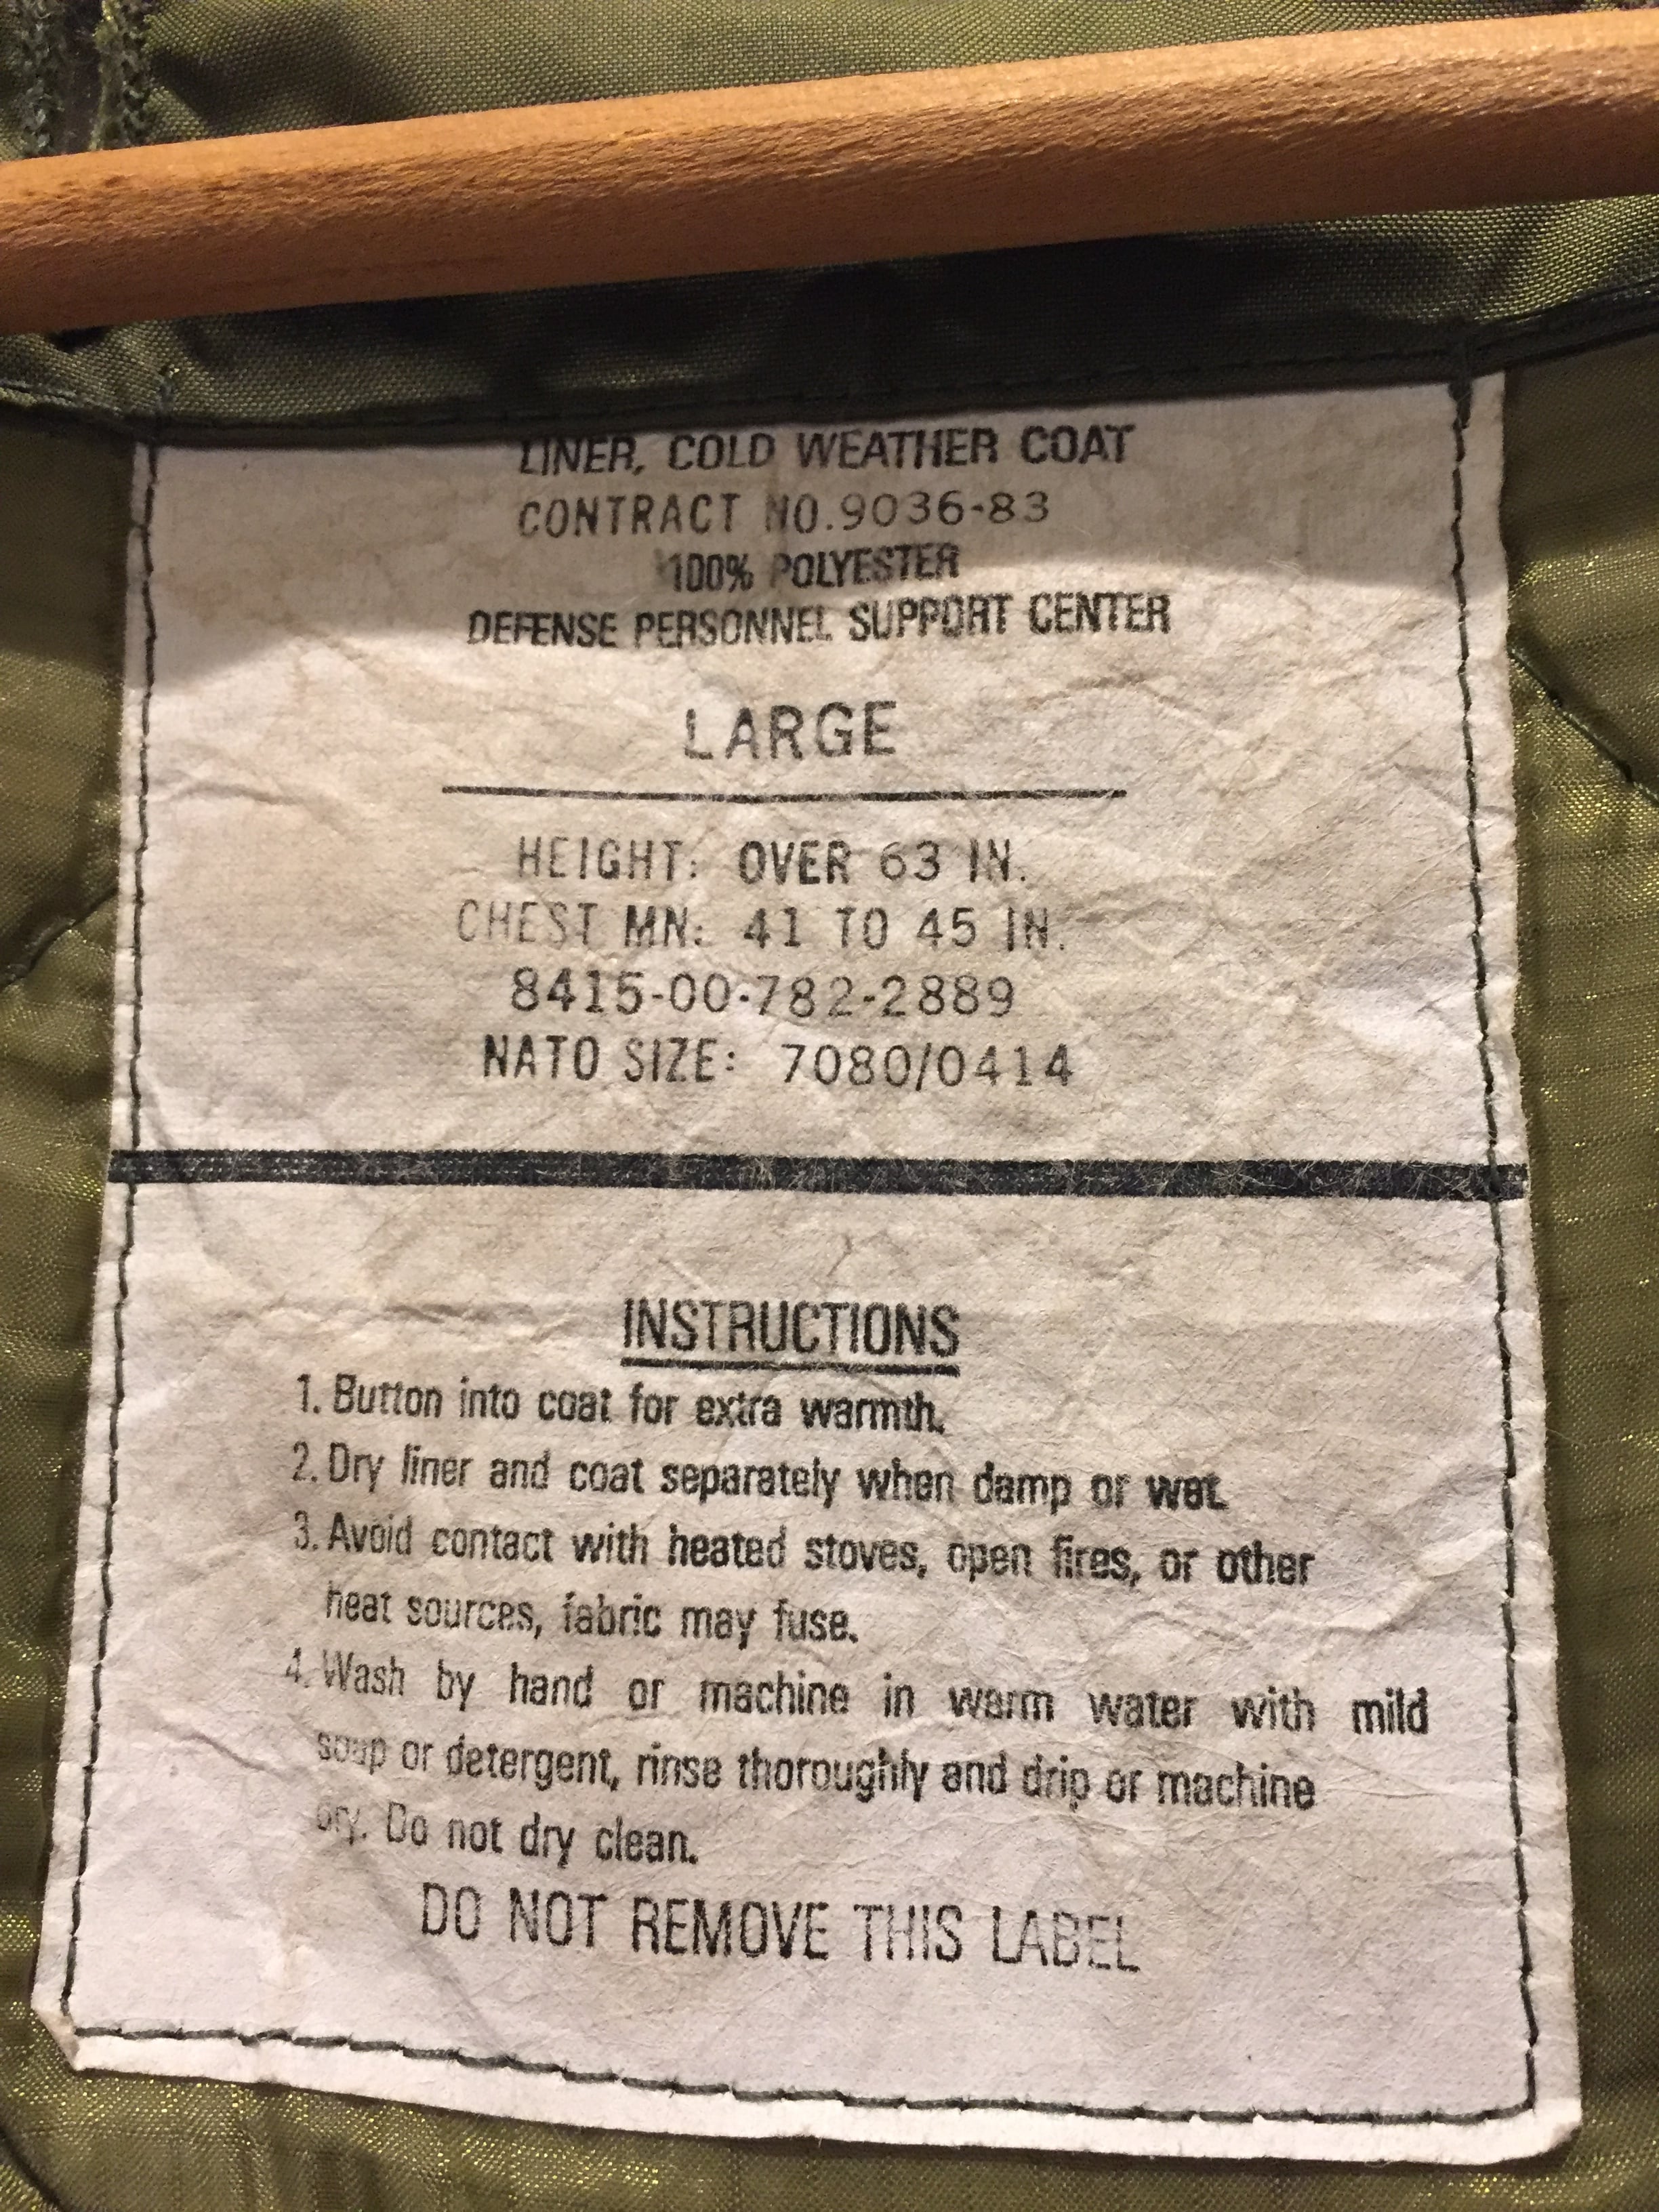 LINER, COLD WEATHER COAT
CONTRACT NO.9036-83
100% POLYESTER
DEFENSE PERSONNEL SUPPORT CENTER
LARGE
HEIGHT: OVER 63 IN.
CHEST MN: 41 TO 45 IN.
8415-00-782-2889
NATO SIZE: 7080/0414
INSTRUCTIONS
1. Button into coat for extra warmth.
2. Dry liner and coat separately when damp or wet.
3. Avoid contact with heated stoves, open fires, or other
heat sources, fabric may fuse.
4. Wash by hand or machine in warm water with mild
soap or detergent, rinse thoroughly and drip or machine
dry. Do not dry clean.
DO NOT REMOVE THIS LABEL